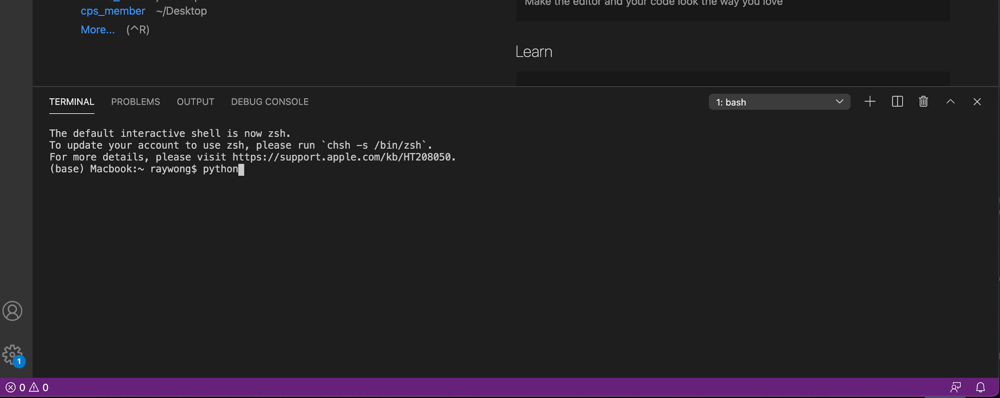 cps_member ~/Desktop
More... (^R)
Make the editor and your code look the way you love
Learn
TERMINAL PROBLEMS OUTPUT DEBUG CONSOLE 1: bash
The default interactive shell is now zsh.
To update your account to use zsh, please run `chsh -s /bin/zsh`.
For more details, please visit https://support.apple.com/kb/HT208050.
(base) Macbook:~ raywong$ python
1
0 0